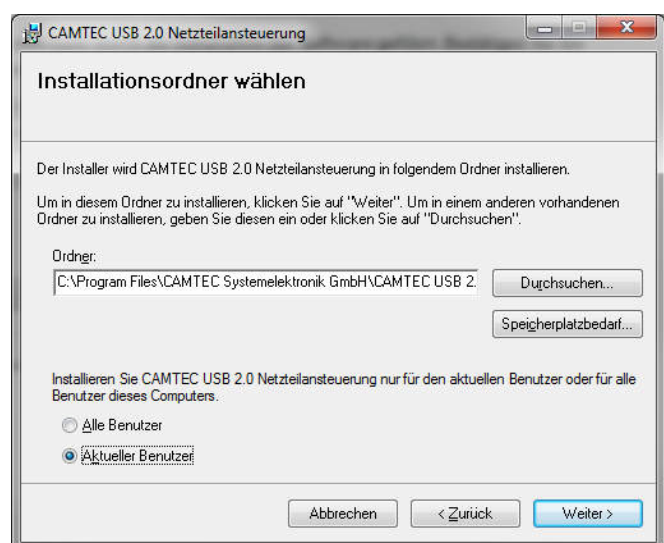 CAMTEC USB 2.0 Netzteilansteuerung
Installationsordner wählen
Der Installer wird CAMTEC USB 2.0 Netzteilansteuerung in folgendem Ordner installieren.
Um in diesem Ordner zu installieren, klicken Sie auf "Weiter". Um in einem anderen vorhandenen
Ordner zu installieren, geben Sie diesen ein oder klicken Sie auf "Durchsuchen".
Ordner:
C:\Program Files\CAMTEC Systemelektronik GmbH\CAMTEC USB 2.
Durchsuchen...
Speicherplatzbedarf...
Installieren Sie CAMTEC USB 2.0 Netzteilansteuerung nur für den aktuellen Benutzer oder für alle
Benutzer dieses Computers.
Alle Benutzer
Aktueller Benutzer
Abbrechen
< Zurück
Weiter >